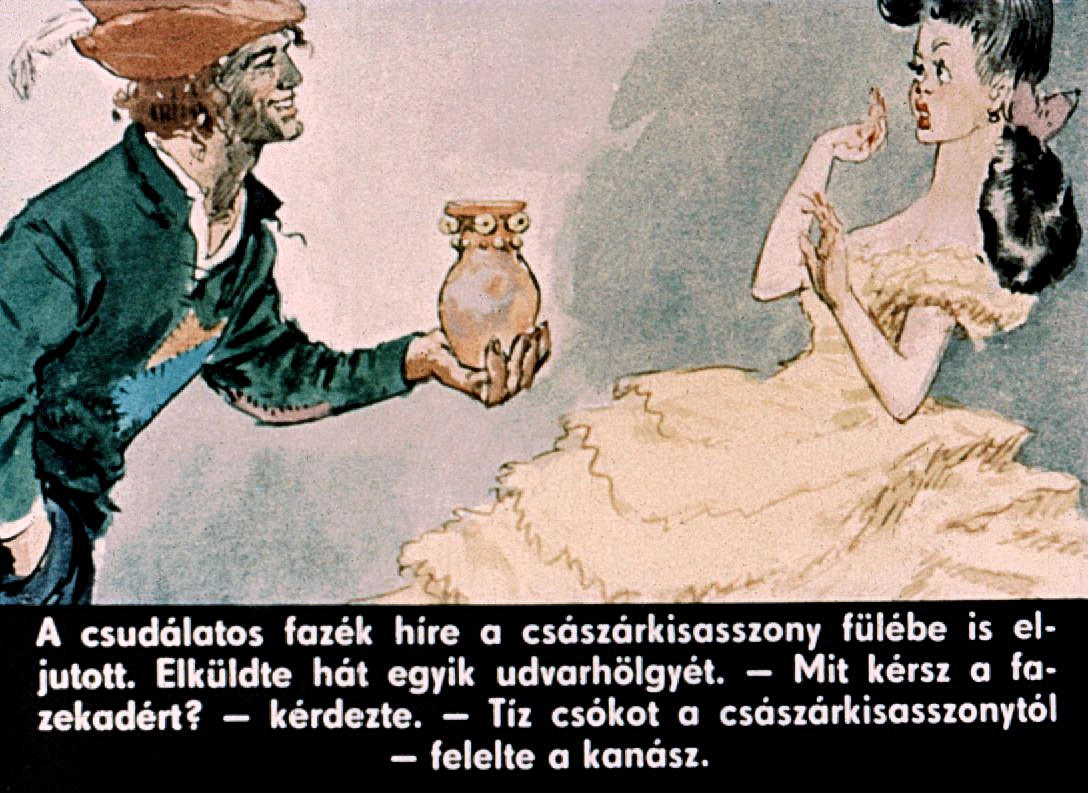 A csudálatos fazék híre a császárkisasszony fülébe is el-
jutott. Elküldte hát egyik udvarhölgyét. — Mit kérsz a fa-
zekadért? — kérdezte. — Tíz csókot a császárkisasszonytól
— felelte a kanász.